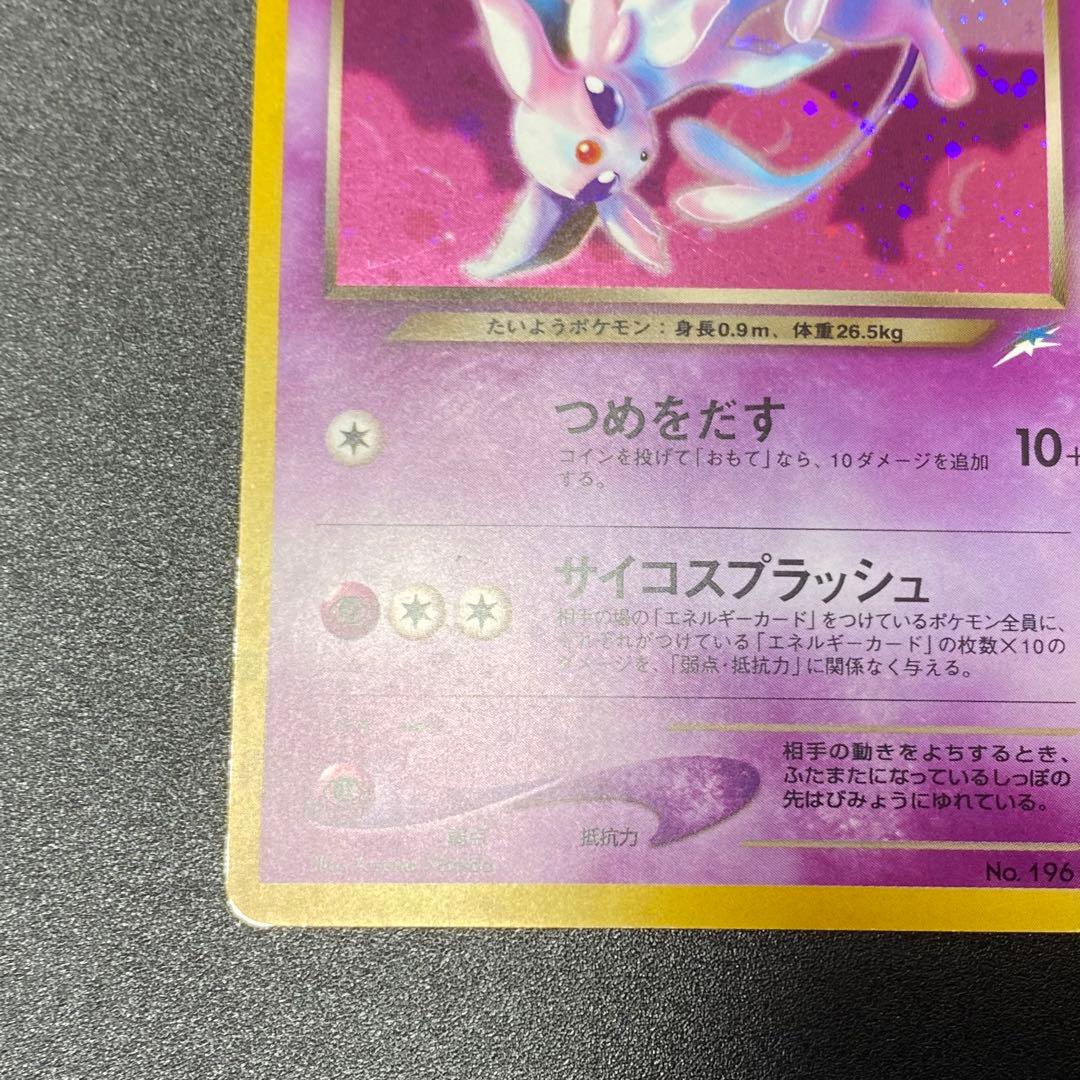 たいようポケモン：身長0.9m、体重26.5kg
つめをだす
10+
コインを投げて「おもて」なら、10ダメージを追加
する。
サイコスプラッシュ
相手の場の「エネルギーカード」をつけているポケモン全員に、
それぞれがつけている「エネルギーカード」の枚数×10の
ダメージを、「弱点・抵抗力」に関係なく与える。
相手の動きをよちするとき、
ふたまたになっているしっぽの
先はびみょうにゆれている。
弱点
抵抗力
No. 196